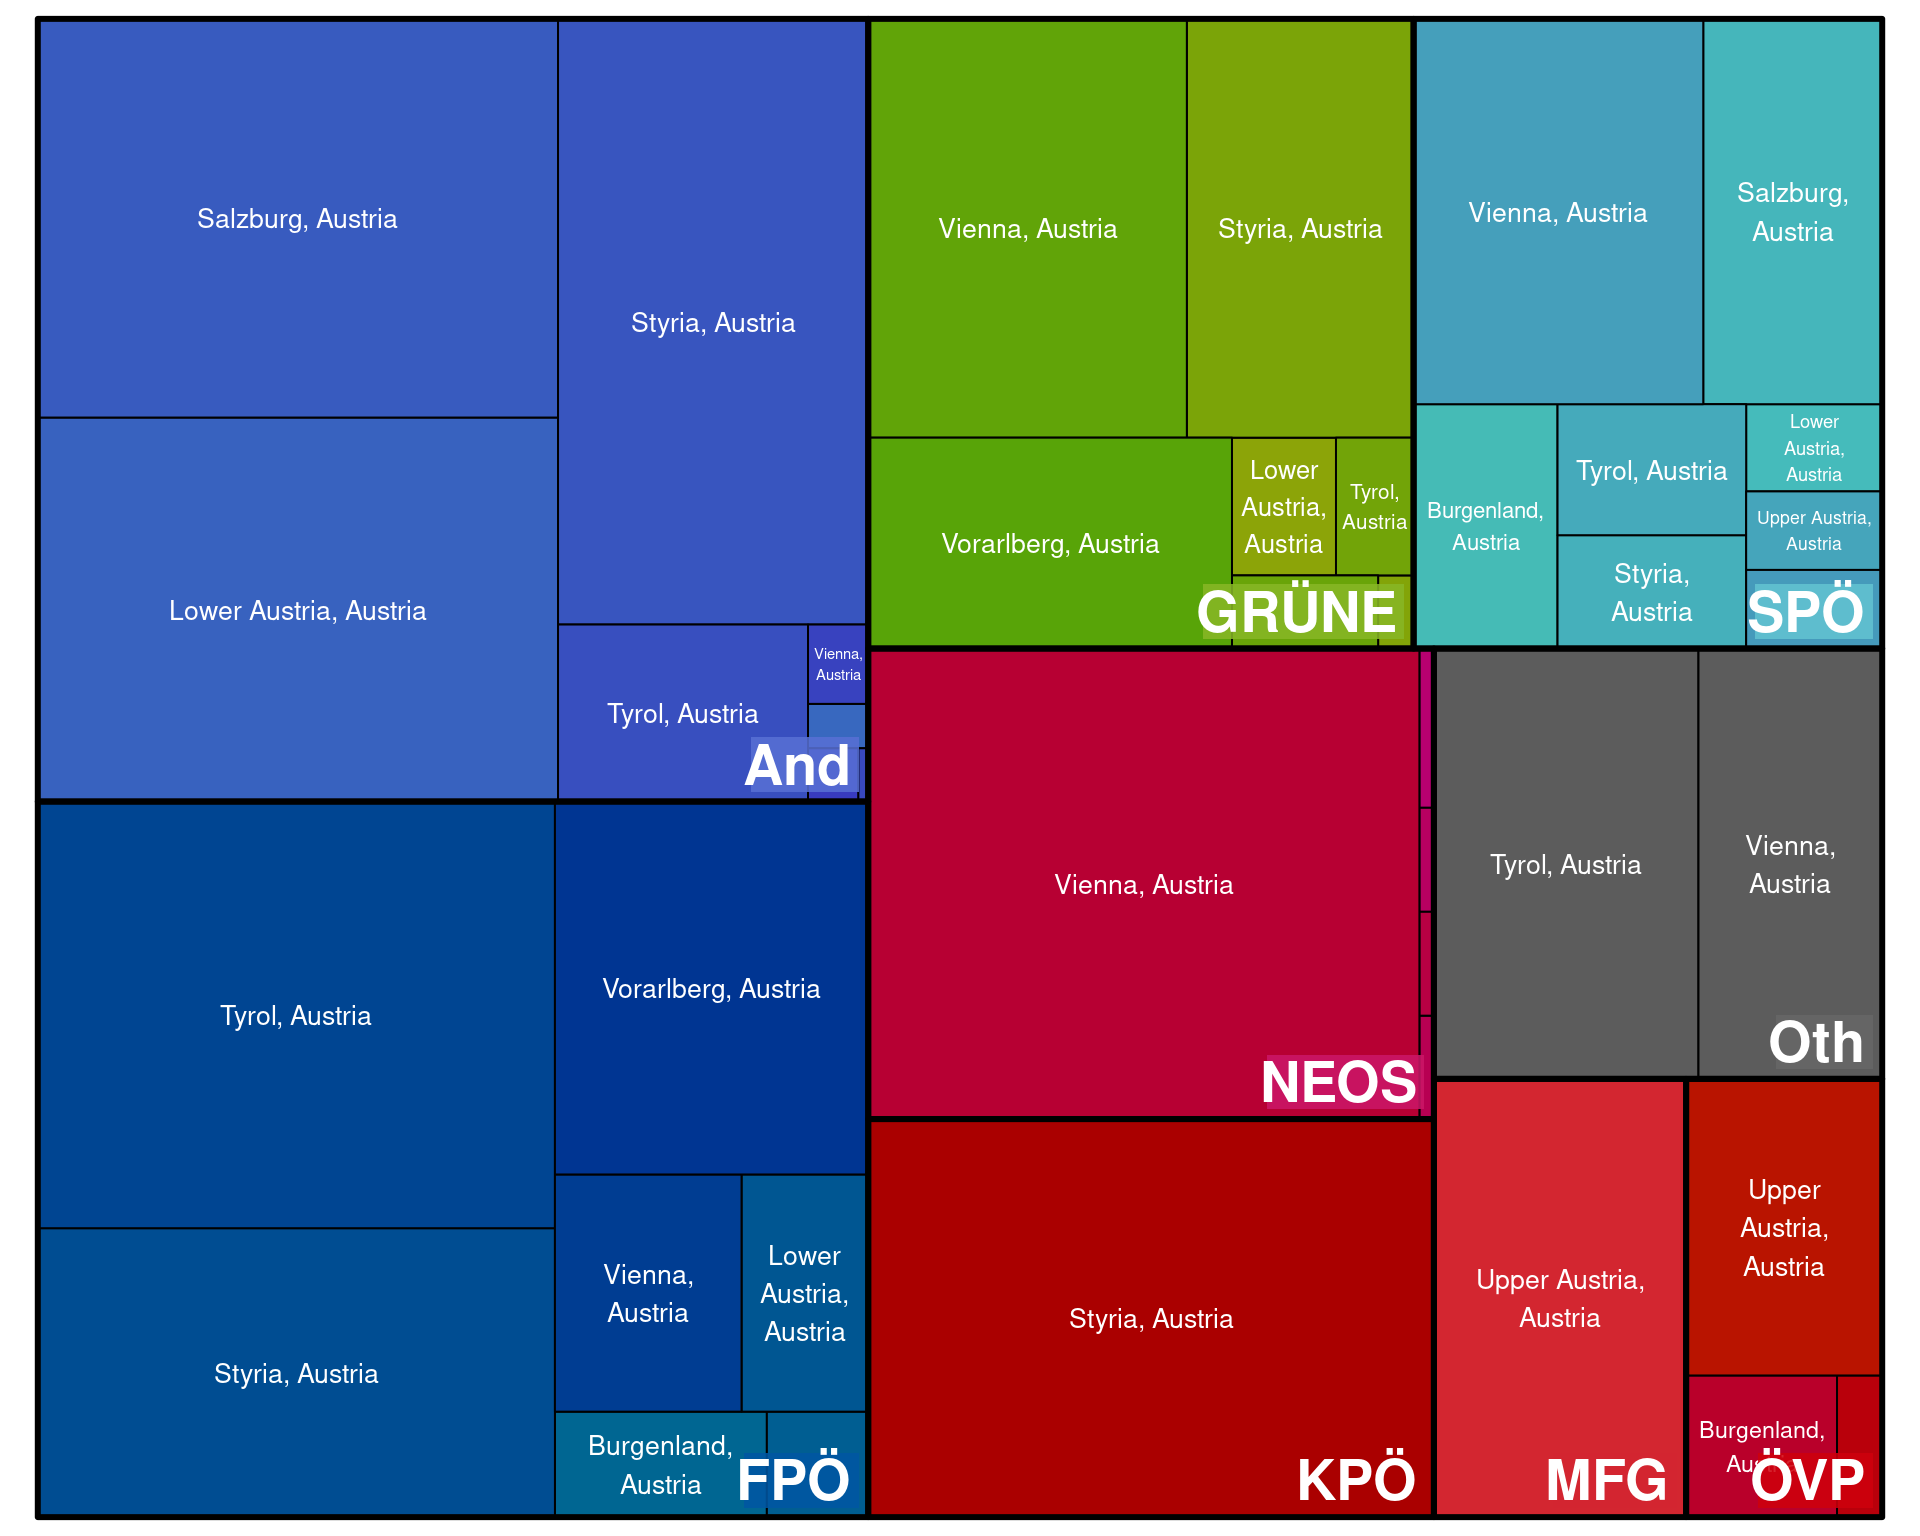 Salzburg, Austria
Styria, Austria
Lower Austria, Austria
Tyrol, Austria
Vienna,
Austria
And
Vienna, Austria
Styria, Austria
Vorarlberg, Austria
Lower
Austria,
Austria
Tyrol,
Austria
GRÜNE
Vienna, Austria
Salzburg,
Austria
Burgenland,
Austria
Tyrol, Austria
Styria,
Austria
Lower
Austria,
Austria
Upper Austria,
Austria
SPÖ
Tyrol, Austria
Vorarlberg, Austria
Styria, Austria
Vienna,
Austria
Lower
Austria,
Austria
Burgenland,
Austria
FPÖ
Vienna, Austria
NEOS
Tyrol, Austria
Vienna,
Austria
Oth
Styria, Austria
KPÖ
Upper Austria,
Austria
MFG
Upper
Austria,
Austria
Burgenland,
ÖVP